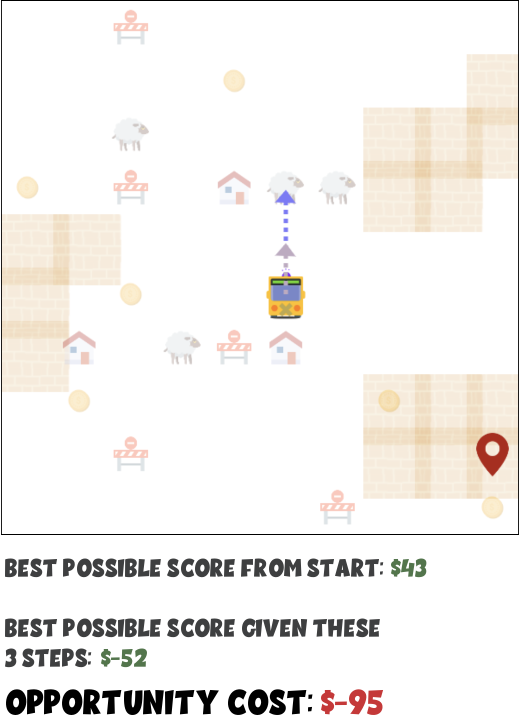 BEST POSSIBLE SCORE FROM START: $43
BEST POSSIBLE SCORE GIVEN THESE
3 STEPS: $-52
OPPORTUNITY COST: $-95